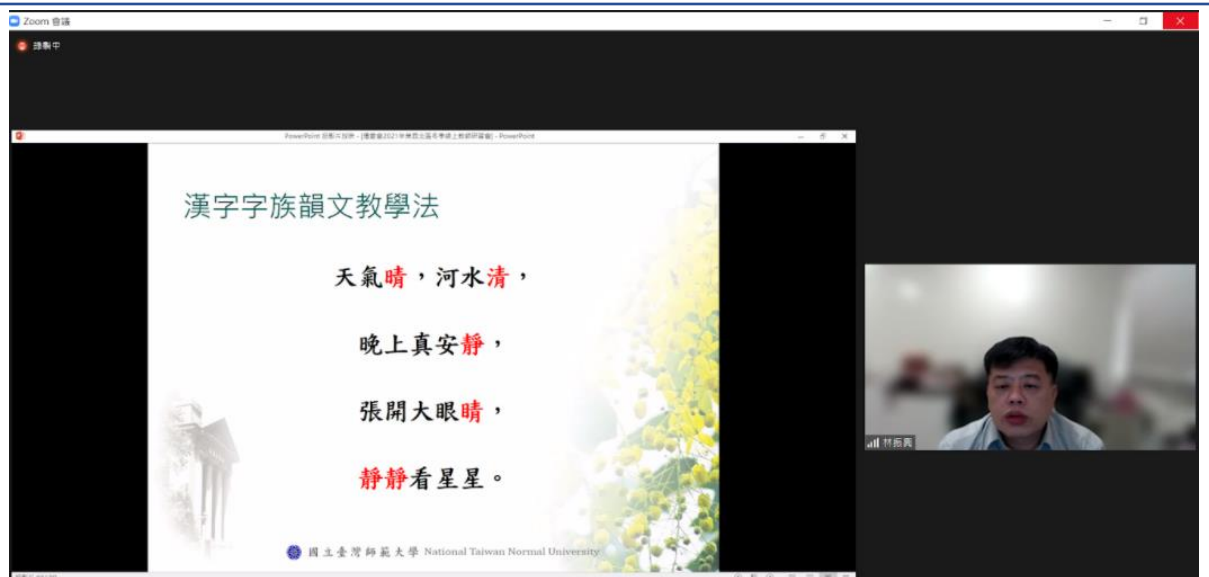 Zoom 會議
錄製中
漢字字族韻文教學法
天氣晴，河水清，
晚上真安靜，
張開大眼睛，
靜靜看星星。
國立臺灣師範大學 National Taiwan Normal University
林振興